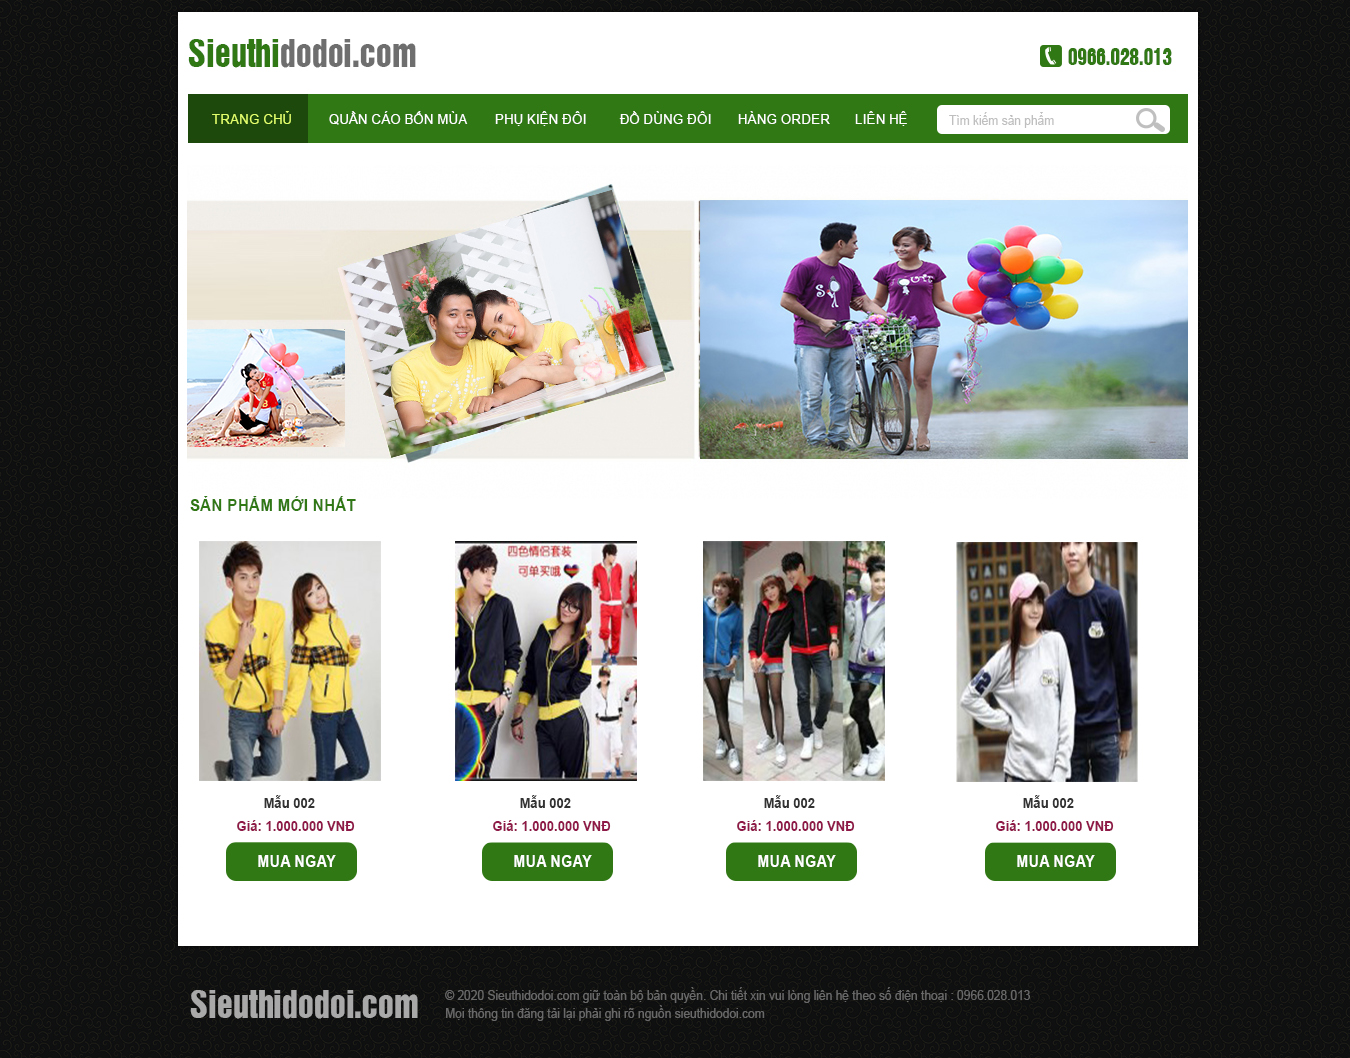 Sieuthidodoi.com
0966.028.013
TRANG CHỦ QUẦN CÁO BỐN MÙA PHỤ KIỆN ĐÔI ĐỒ DÙNG ĐÔI HÀNG ORDER LIÊN HỆ Tìm kiếm sản phẩm
SẢN PHẨM MỚI NHẤT
四色情侣套装
可单买哦
Mẫu 002 Mẫu 002 Mẫu 002 Mẫu 002
Giá: 1.000.000 VNĐ Giá: 1.000.000 VNĐ Giá: 1.000.000 VNĐ Giá: 1.000.000 VNĐ
MUA NGAY MUA NGAY MUA NGAY MUA NGAY
Sieuthidodoi.com
© 2020 Sieuthidodoi.com giữ toàn bộ bản quyền. Chi tiết xin vui lòng liên hệ theo số điện thoại : 0966.028.013
Mọi thông tin đăng tải lại phải ghi rõ nguồn sieuthidodoi.com